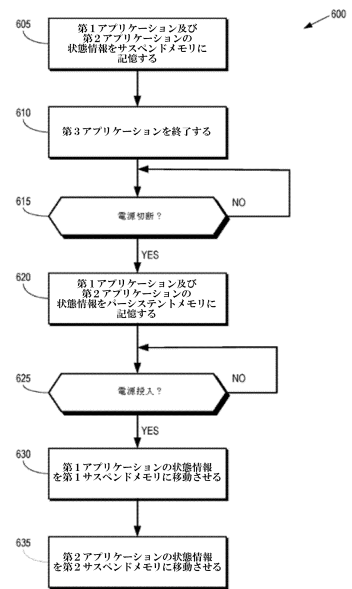 600
605
第１アプリケーション及び
第２アプリケーションの
状態情報をサスペンドメモリに
記憶する
610
第３アプリケーションを終了する
615
電源切断？
NO
YES
620
第１アプリケーション及び
第２アプリケーションの
状態情報をパーシステントメモリに
記憶する
625
電源投入？
NO
YES
630
第１アプリケーションの状態情報
を第１サスペンドメモリに移動させる
635
第２アプリケーションの状態情報
を第２サスペンドメモリに移動させる